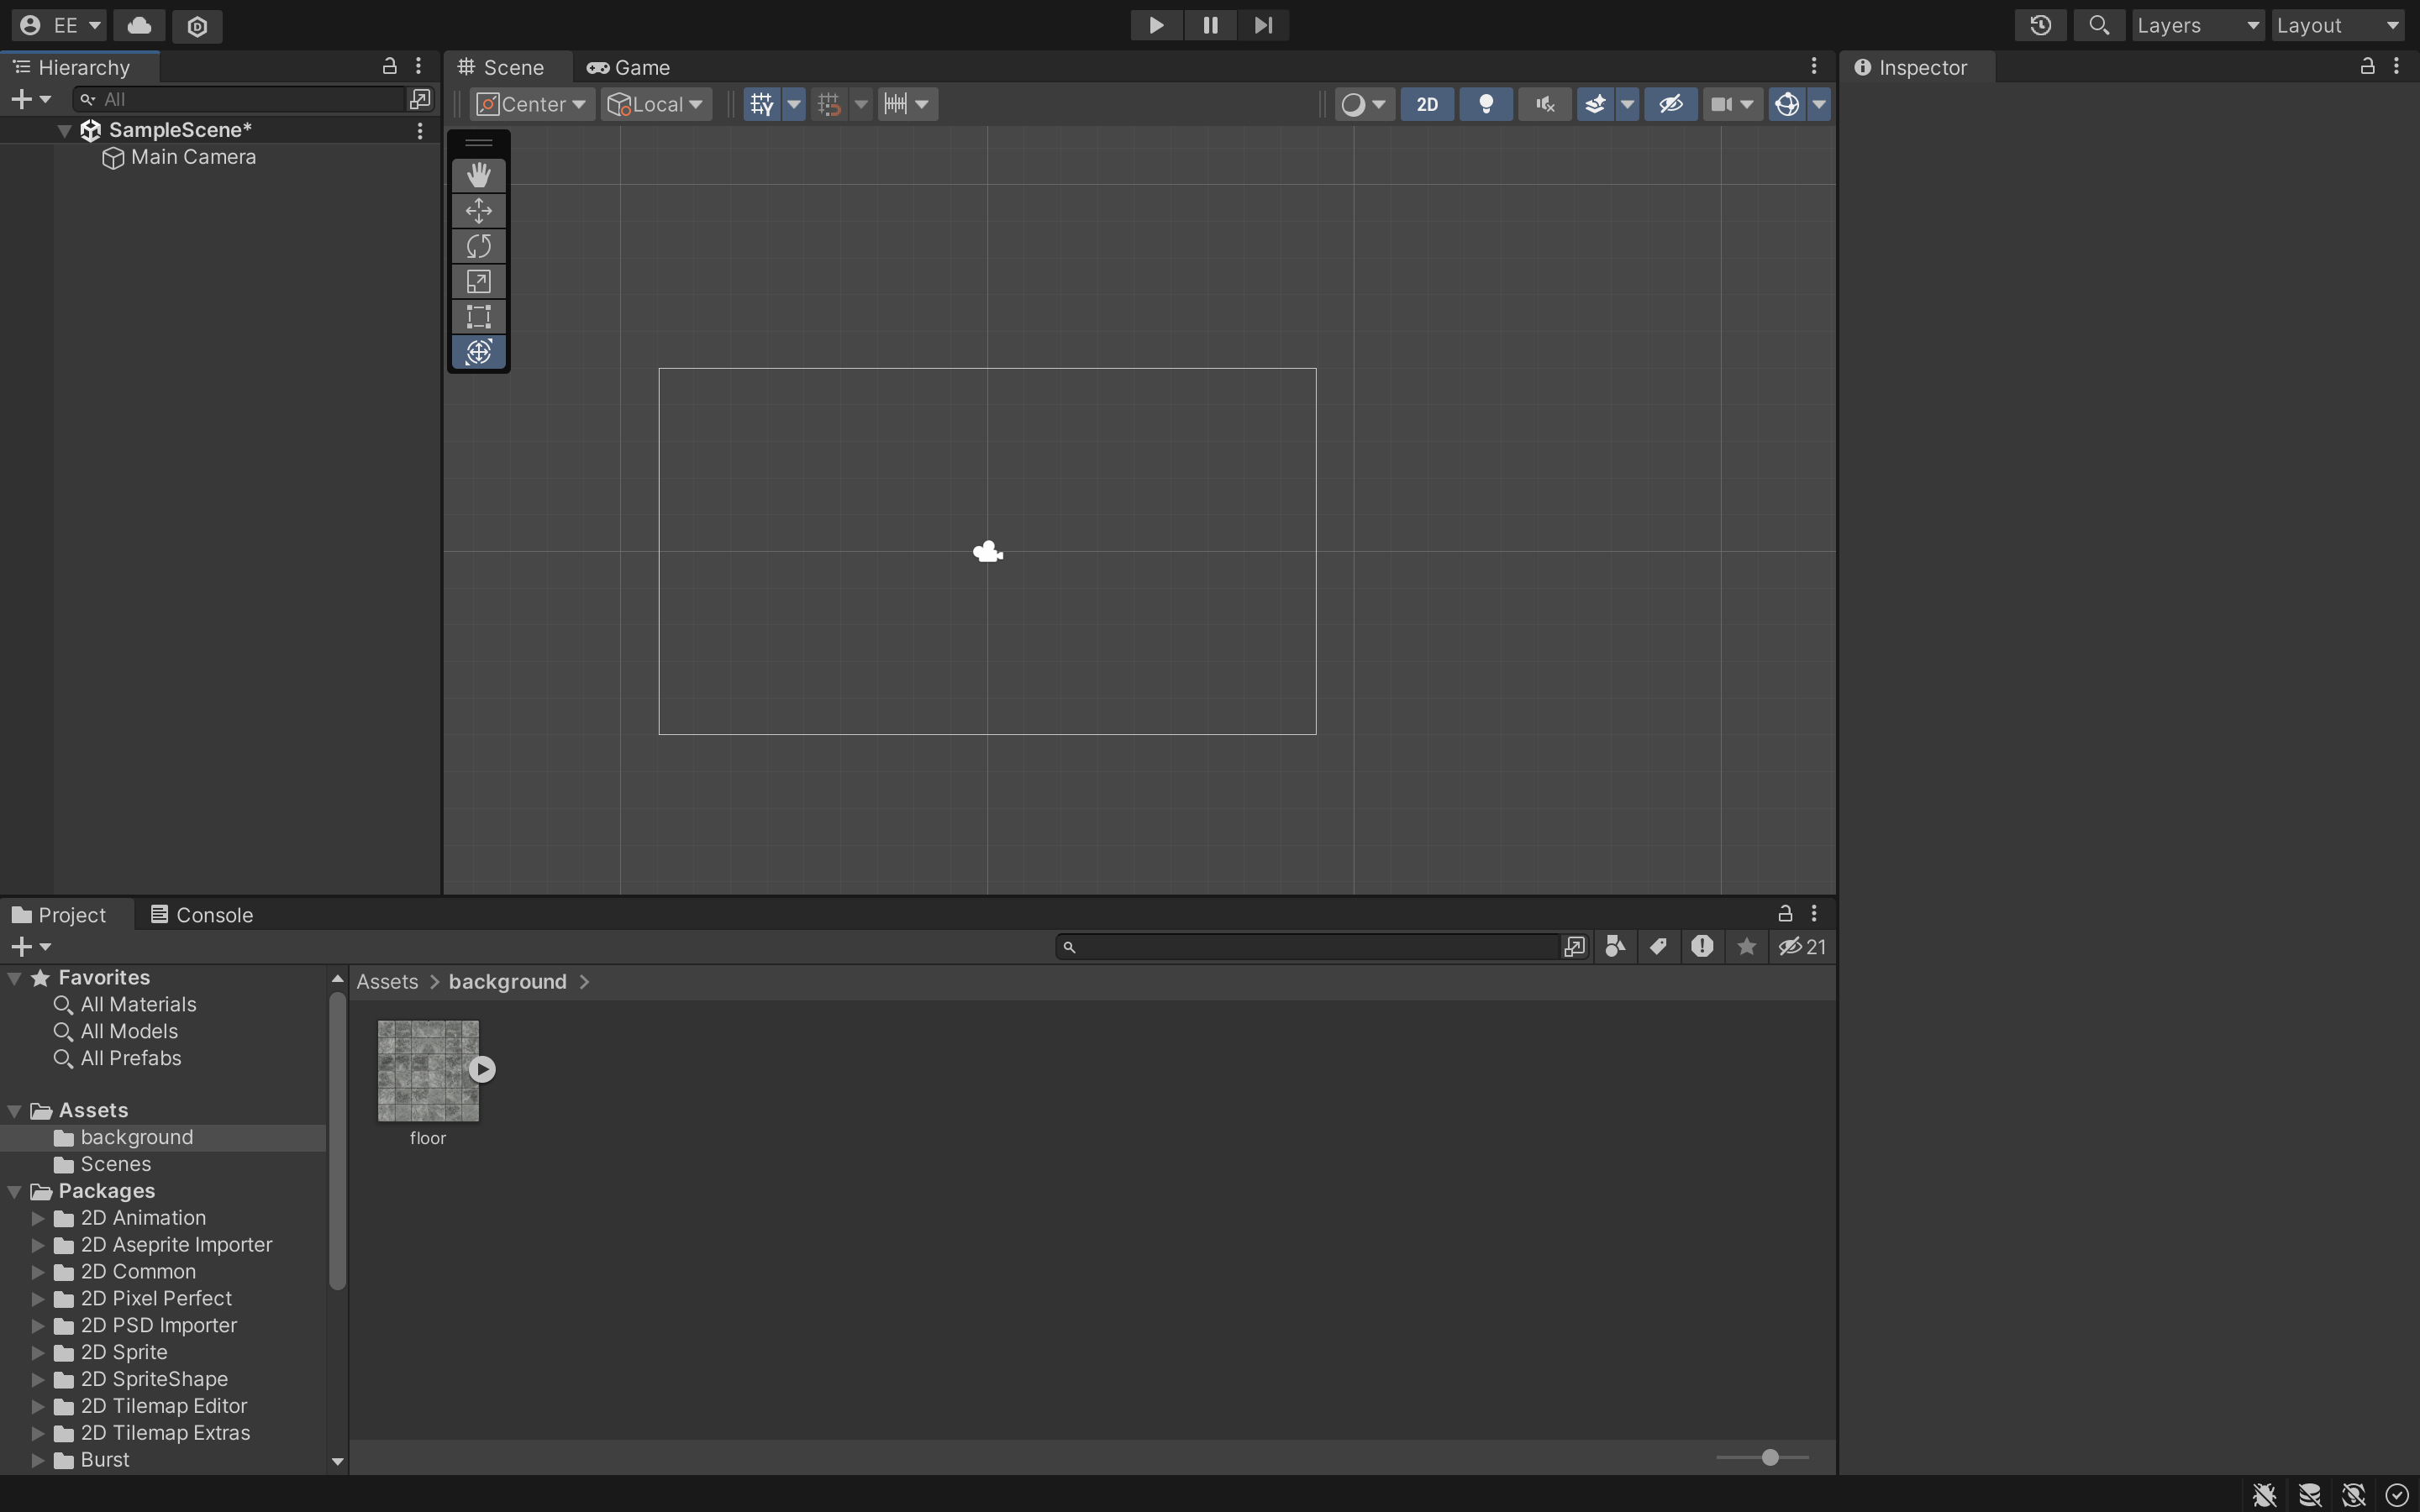 EE
Layers
Layout
Hierarchy
Scene
Game
Inspector
All
Center
Local
2D
SampleScene*
Main Camera
Project
Console
21
Favorites
All Materials
All Models
All Prefabs
Assets
background
Scenes
Packages
2D Animation
2D Aseprite Importer
2D Common
2D Pixel Perfect
2D PSD Importer
2D Sprite
2D SpriteShape
2D Tilemap Editor
2D Tilemap Extras
Burst
Assets > background >
floor